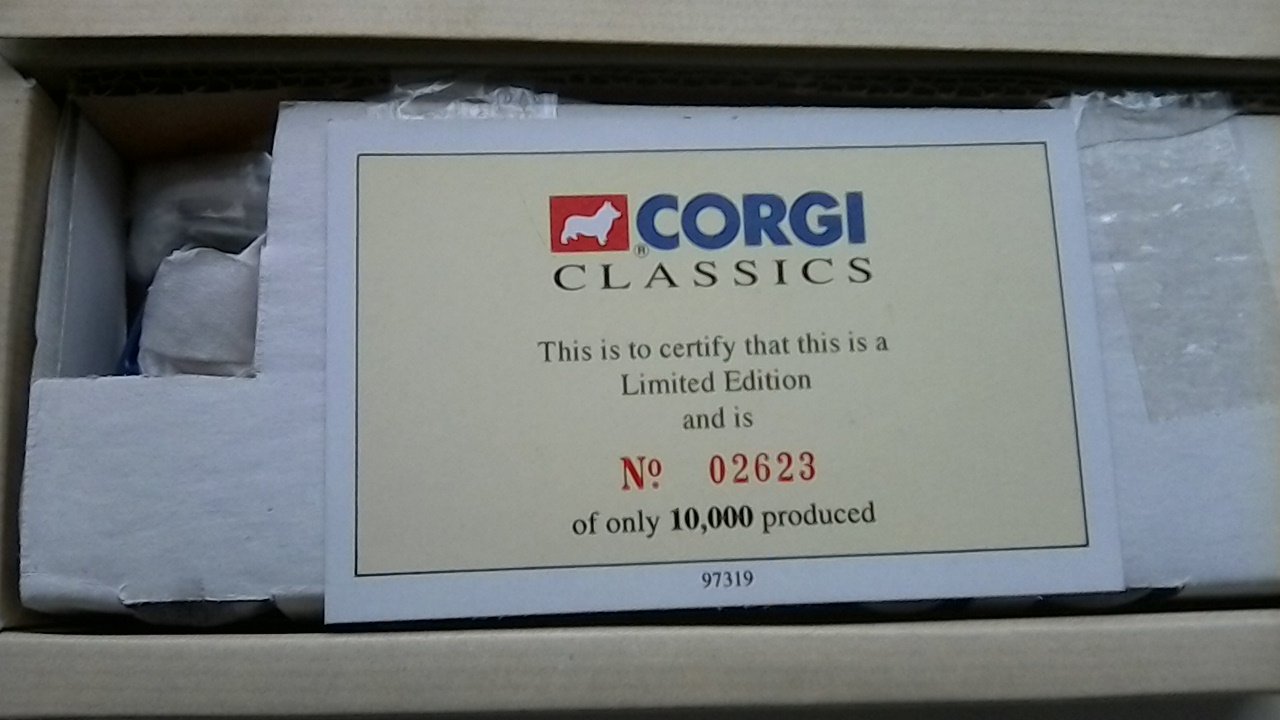 ® CORGI
CLASSICS
This is to certify that this is a
Limited Edition
and is
Nº. 02623
of only 10,000 produced
97319